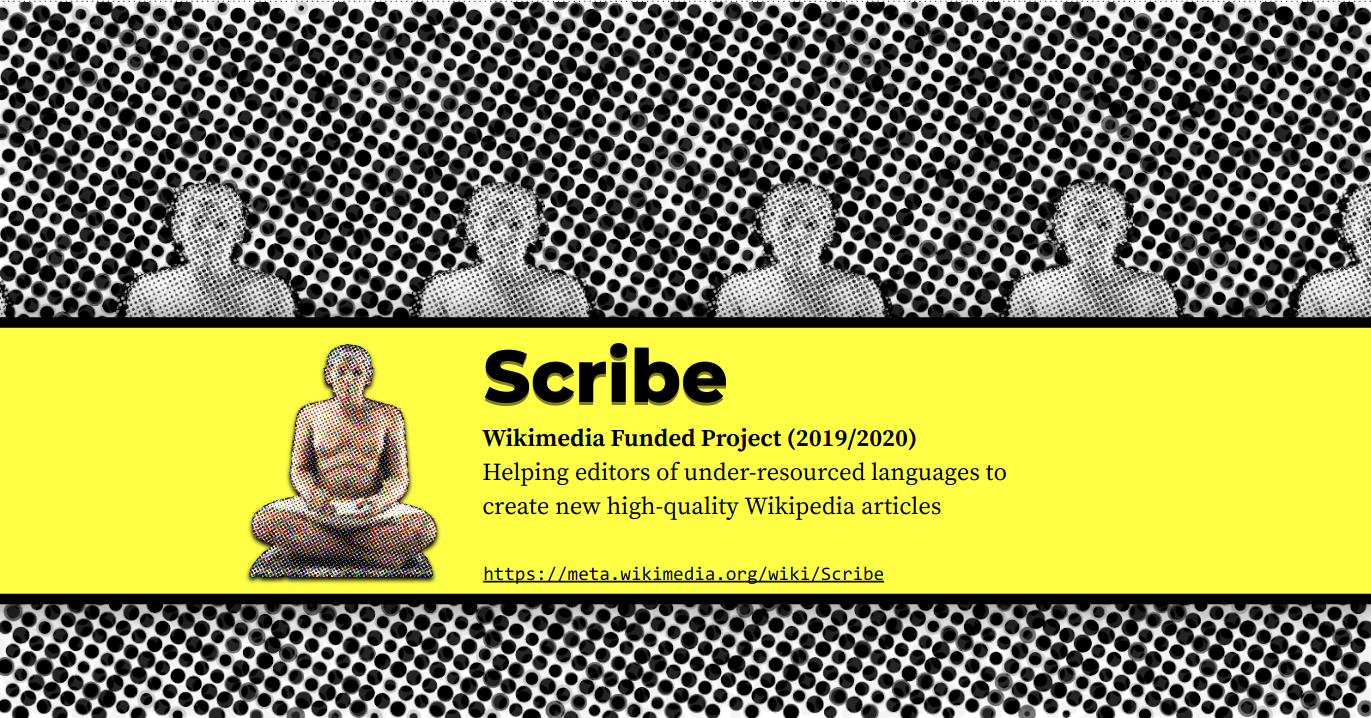 Scribe
Wikimedia Funded Project (2019/2020)
Helping editors of under-resourced languages to
create new high-quality Wikipedia articles
https://meta.wikimedia.org/wiki/Scribe